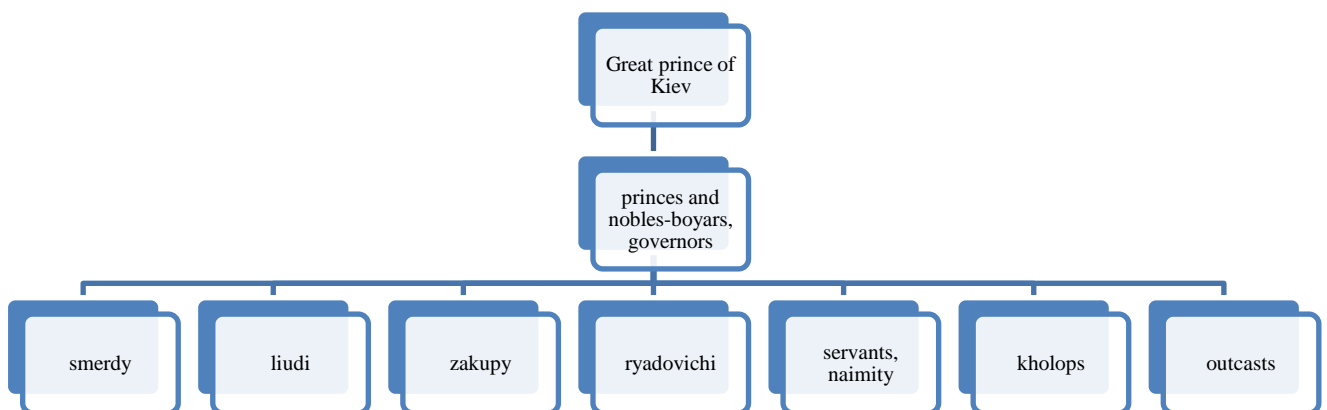 Great prince of
Kiev
princes and
nobles-boyars,
governors
smerdy
liudi
zakupy
ryadovichi
servants,
naimity
kholops
outcasts